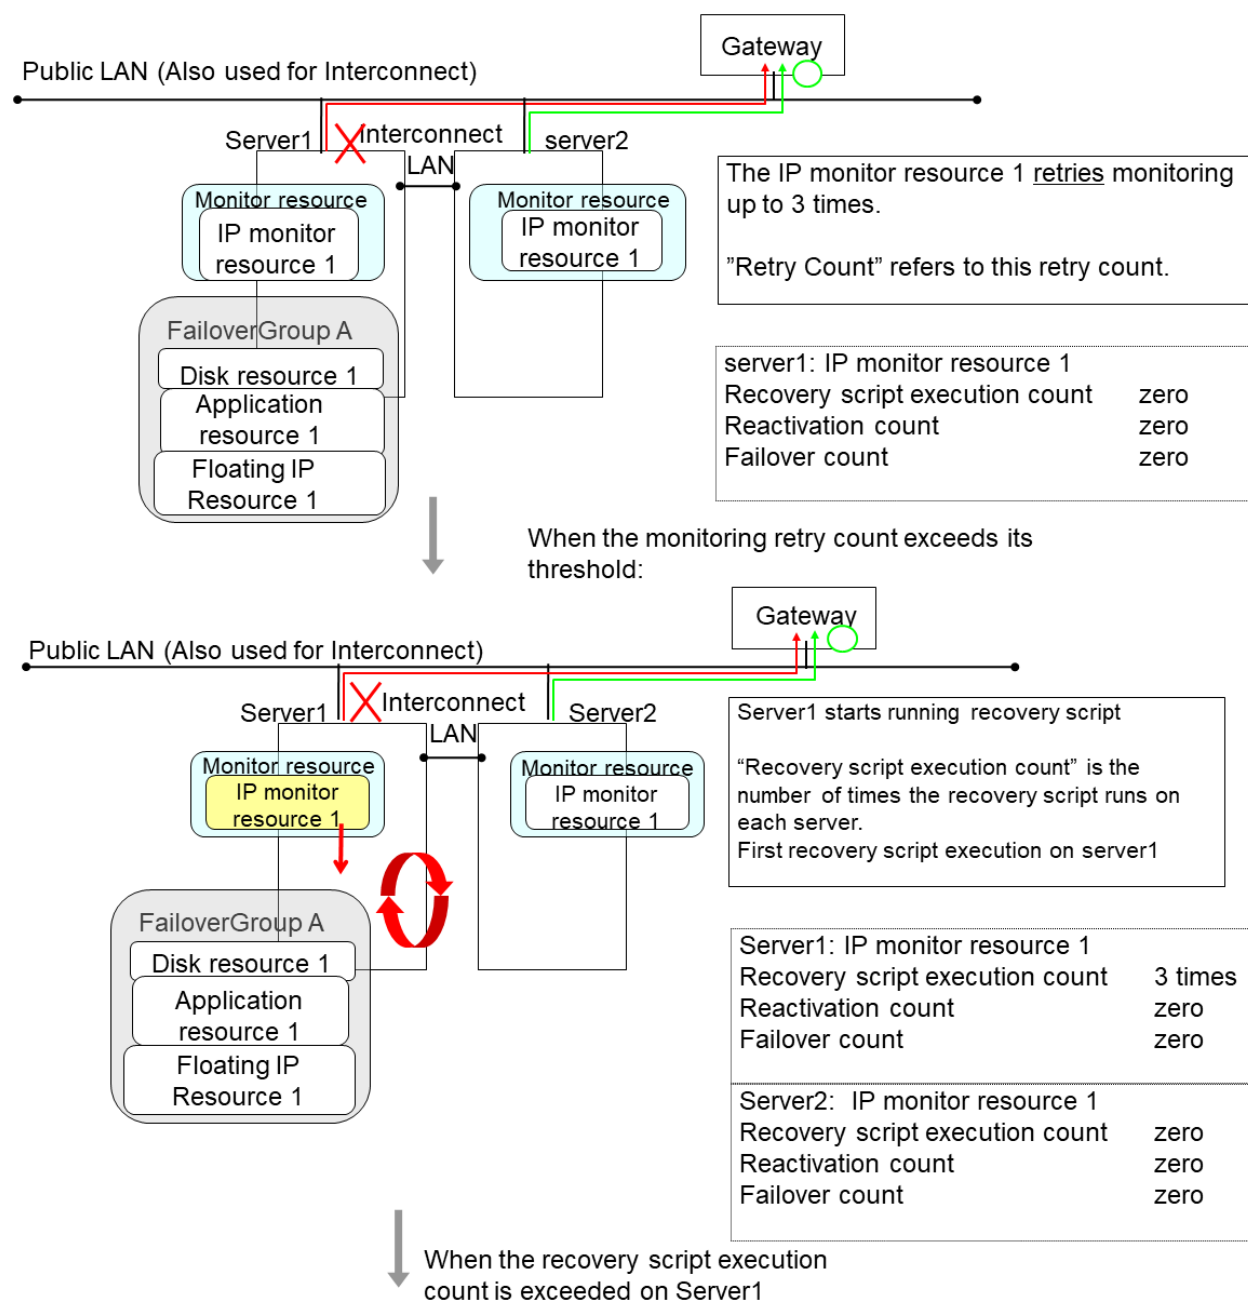 Gateway
Public LAN (Also used for Interconnect)
Server1
Interconnect
LAN
server2
Monitor resource
IP monitor
resource 1
Monitor resource
IP monitor
resource 1
FailoverGroup A
Disk resource 1
Application
resource 1
Floating IP
Resource 1
The IP monitor resource 1 retries monitoring
up to 3 times.
”Retry Count” refers to this retry count.
server1: IP monitor resource 1
Recovery script execution count zero
Reactivation count zero
Failover count zero
When the monitoring retry count exceeds its
threshold:
Gateway
Public LAN (Also used for Interconnect)
Server1
Interconnect
LAN
Server2
Monitor resource
IP monitor
resource 1
Monitor resource
IP monitor
resource 1
FailoverGroup A
Disk resource 1
Application
resource 1
Floating IP
Resource 1
Server1 starts running recovery script
“Recovery script execution count” is the
number of times the recovery script runs on
each server.
First recovery script execution on server1
Server1: IP monitor resource 1
Recovery script execution count 3 times
Reactivation count zero
Failover count zero
Server2: IP monitor resource 1
Recovery script execution count zero
Reactivation count zero
Failover count zero
When the recovery script execution
count is exceeded on Server1